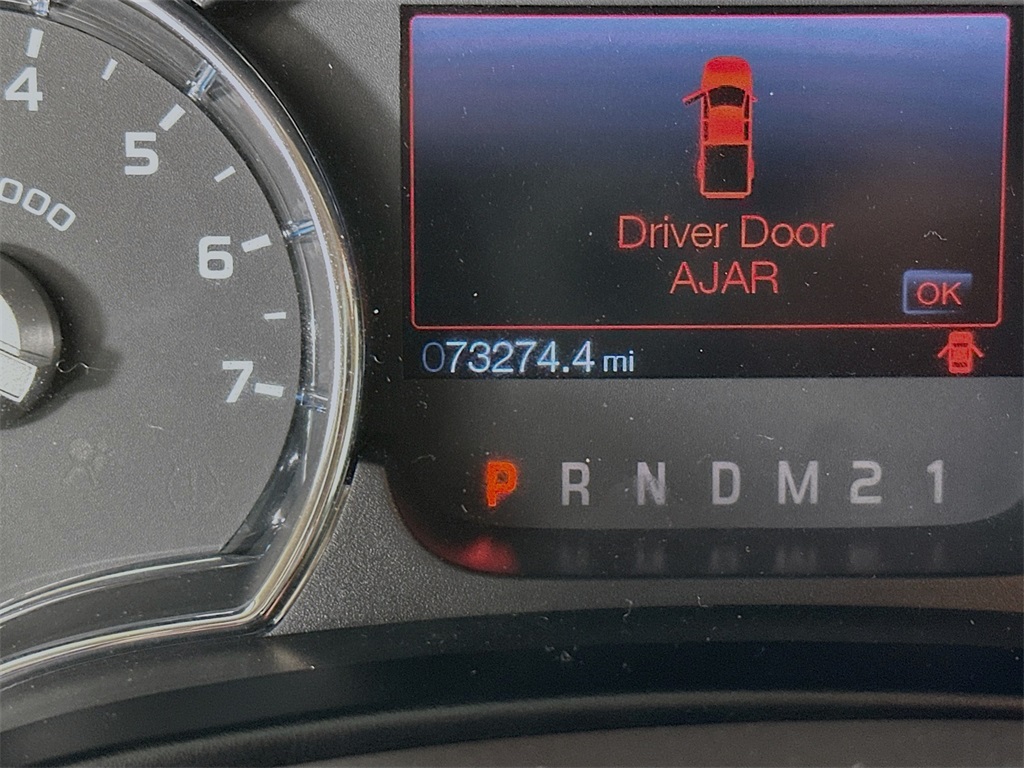 4
5
6
7
000
Driver Door
AJAR
OK
073274.4 mi
P R N D M 2 1